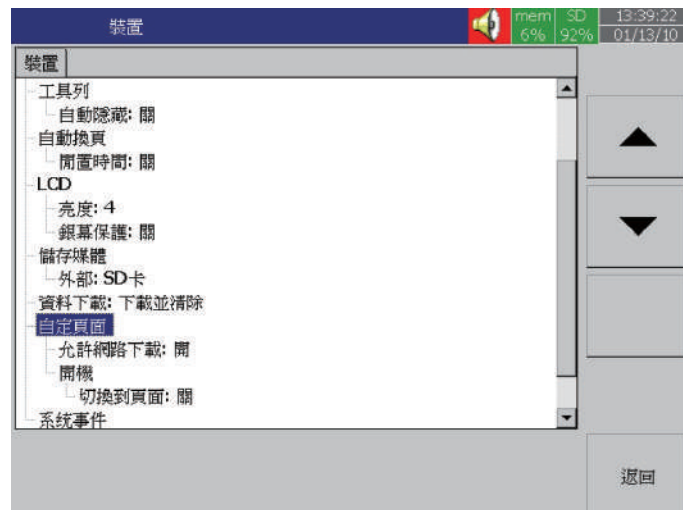 裝置
mem SD 13:39:22
6% 92% 01/13/10
裝置
工具列
自動隱藏: 關
自動換頁
閒置時間: 關
LCD
亮度: 4
銀幕保護: 關
儲存媒體
外部: SD卡
資料下載: 下載並清除
自定頁面
允許網路下載: 開
開機
切換到頁面: 關
系統事件
返回